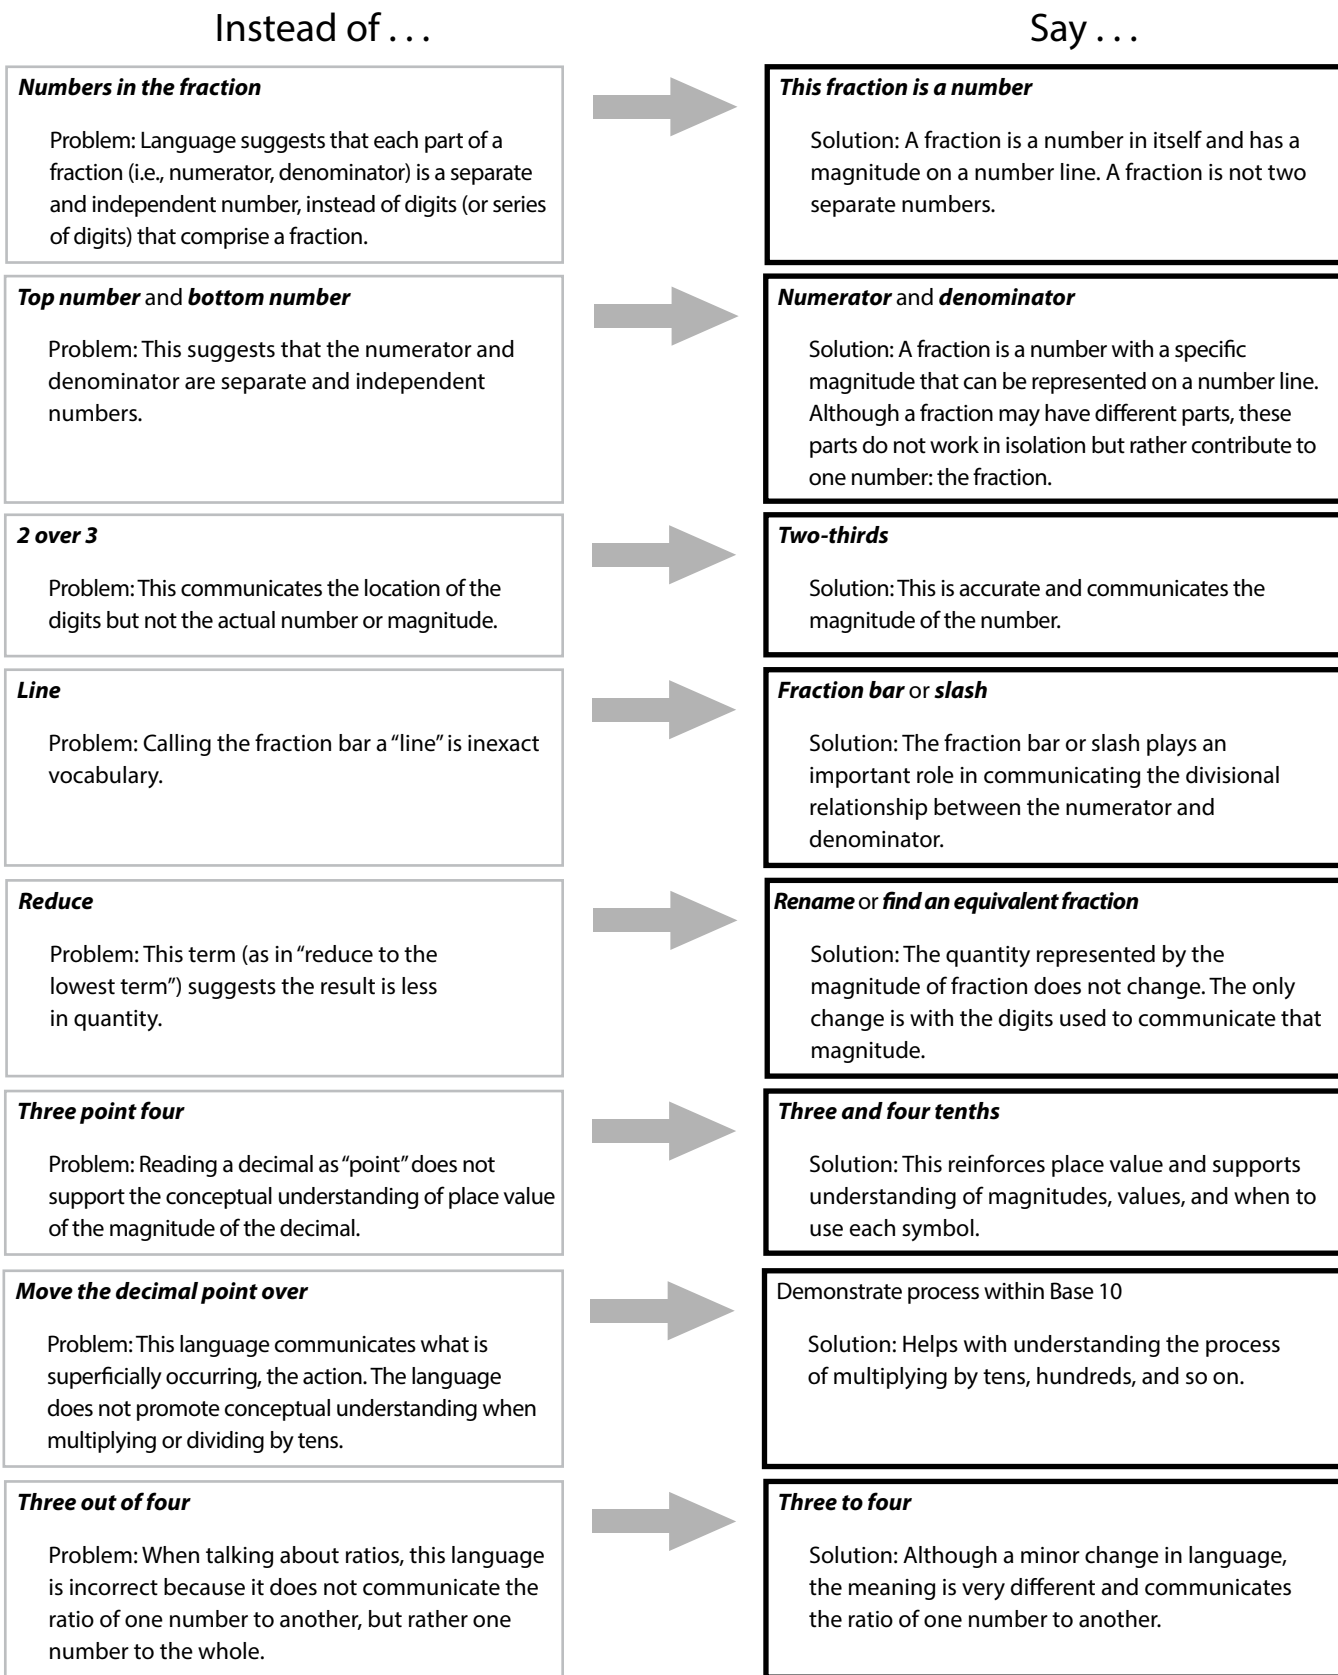 Instead of . . .
Say . . .
Numbers in the fraction
Problem: Language suggests that each part of a
fraction (i.e., numerator, denominator) is a separate
and independent number, instead of digits (or series
of digits) that comprise a fraction.
This fraction is a number
Solution: A fraction is a number in itself and has a
magnitude on a number line. A fraction is not two
separate numbers.
Top number and bottom number
Problem: This suggests that the numerator and
denominator are separate and independent
numbers.
Numerator and denominator
Solution: A fraction is a number with a specific
magnitude that can be represented on a number line.
Although a fraction may have different parts, these
parts do not work in isolation but rather contribute to
one number: the fraction.
2 over 3
Problem: This communicates the location of the
digits but not the actual number or magnitude.
Two-thirds
Solution: This is accurate and communicates the
magnitude of the number.
Line
Problem: Calling the fraction bar a “line” is inexact
vocabulary.
Fraction bar or slash
Solution: The fraction bar or slash plays an
important role in communicating the divisional
relationship between the numerator and
denominator.
Reduce
Problem: This term (as in “reduce to the
lowest term”) suggests the result is less
in quantity.
Rename or find an equivalent fraction
Solution: The quantity represented by the
magnitude of fraction does not change. The only
change is with the digits used to communicate that
magnitude.
Three point four
Problem: Reading a decimal as “point” does not
support the conceptual understanding of place value
of the magnitude of the decimal.
Three and four tenths
Solution: This reinforces place value and supports
understanding of magnitudes, values, and when to
use each symbol.
Move the decimal point over
Problem: This language communicates what is
superficially occurring, the action. The language
does not promote conceptual understanding when
multiplying or dividing by tens.
Demonstrate process within Base 10
Solution: Helps with understanding the process
of multiplying by tens, hundreds, and so on.
Three out of four
Problem: When talking about ratios, this language
is incorrect because it does not communicate the
ratio of one number to another, but rather one
number to the whole.
Three to four
Solution: Although a minor change in language,
the meaning is very different and communicates
the ratio of one number to another.